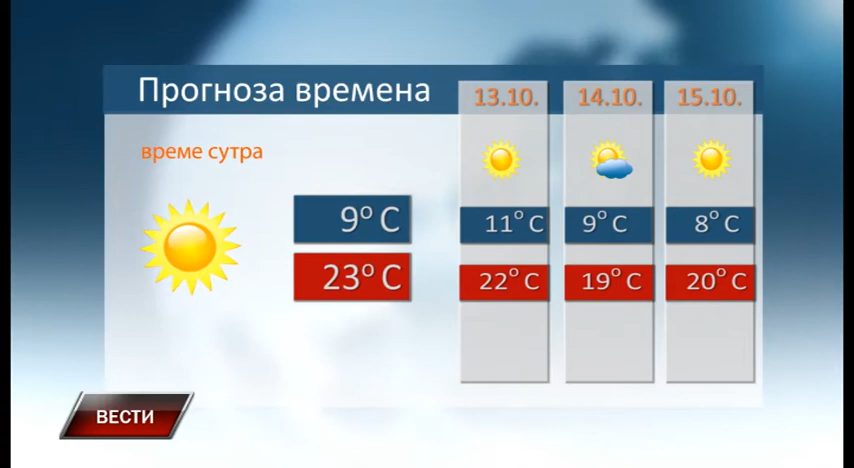 Прогноза времена
време сутра
9° C
23° C
13.10.
11° C
22° C
14.10.
9° C
19° C
15.10.
8° C
20° C
ВЕСТИ